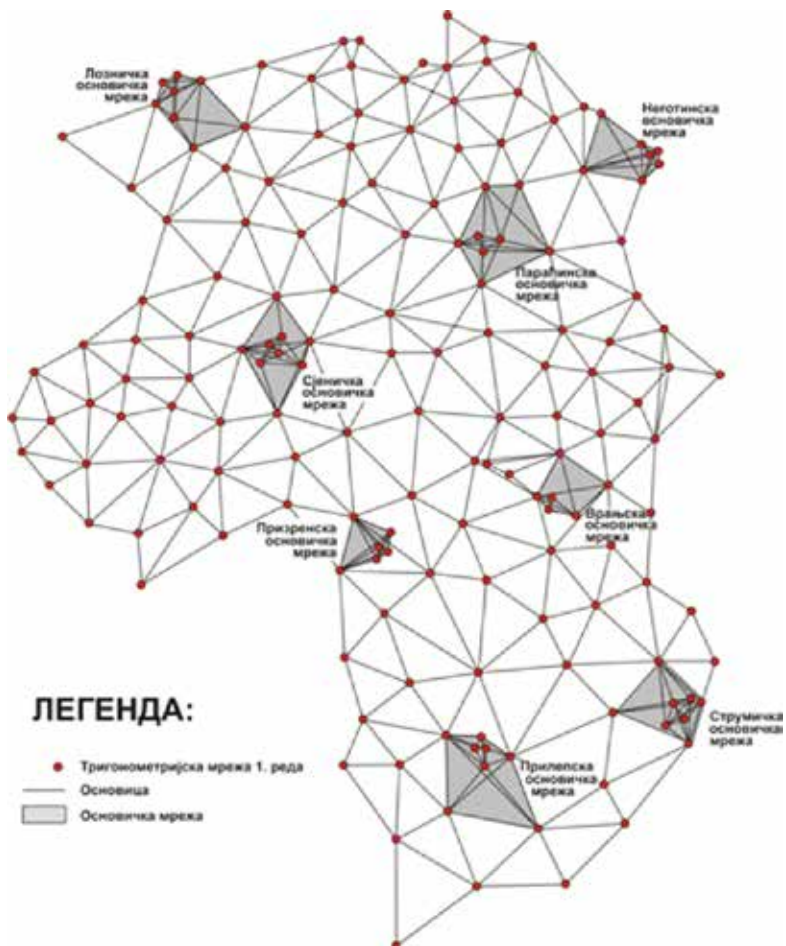 Лозничка
основичка
мрежа
Неготинска
основичка
мрежа
Параћинска
основичка
мрежа
Сјеничка
основичка
мрежа
Врањска
основичка
мрежа
Призренска
основичка
мрежа
Струмичка
основичка
мрежа
Прилепска
основичка
мрежа
ЛЕГЕНДА:
Тригонометријска мрежа 1. реда
Основица
Основичка мрежа